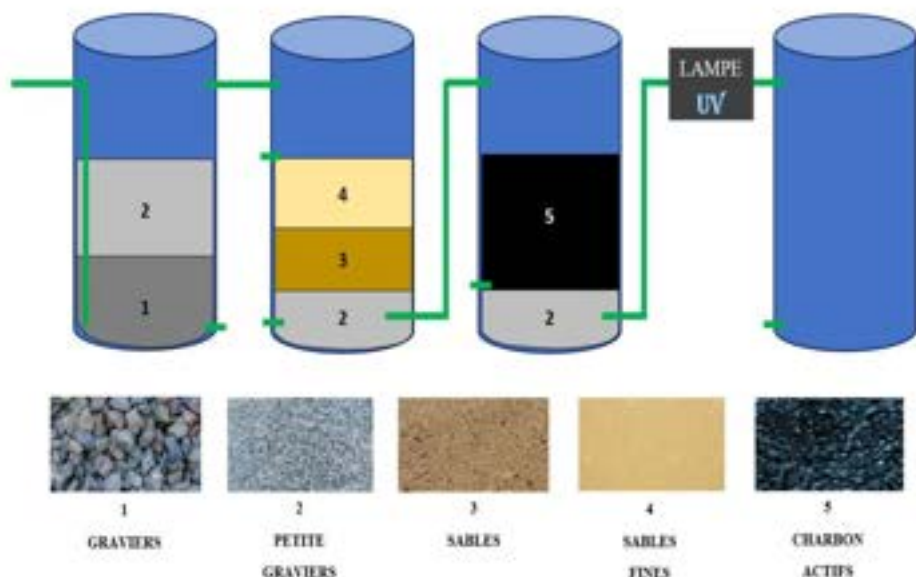 LAMPE
UV
2
1
4
3
2
5
2
1
GRAVIERS
2
PETITE
GRAVIERS
3
SABLES
4
SABLES
FINES
5
CHARBON
ACTIFS